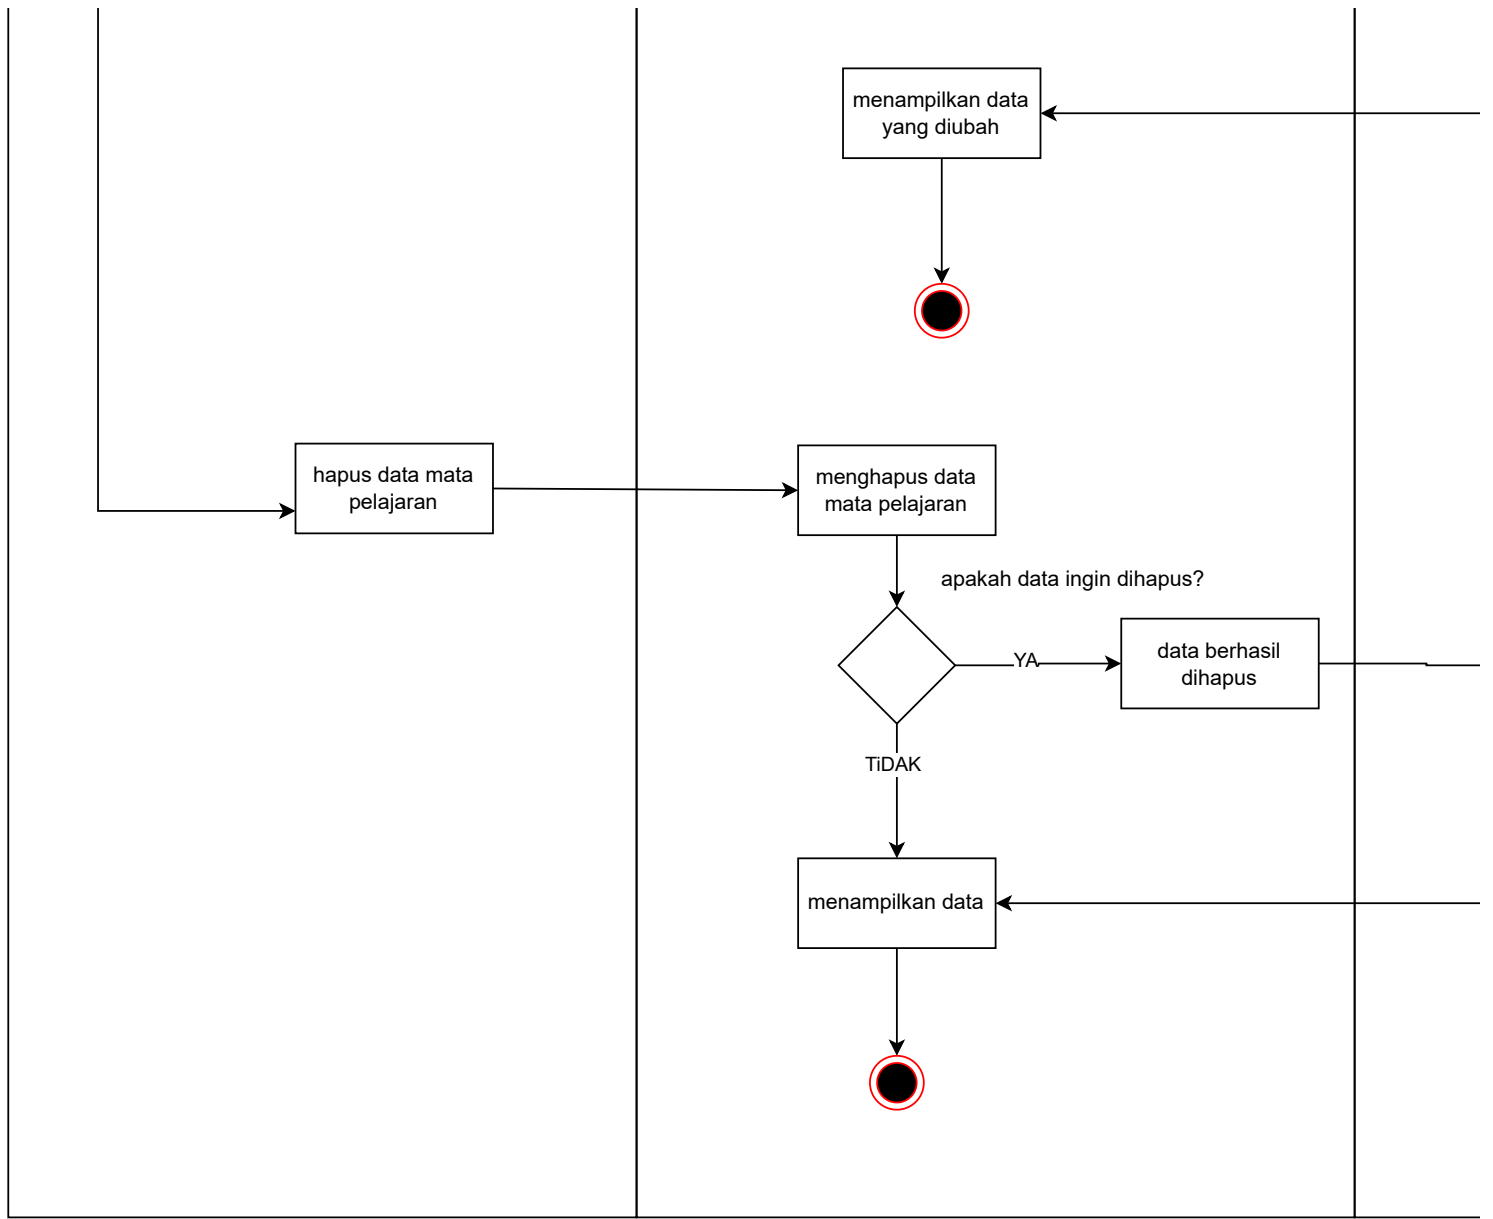 menampilkan data
yang diubah
hapus data mata
pelajaran
menghapus data
mata pelajaran
apakah data ingin dihapus?
YA
data berhasil
dihapus
TiDAK
menampilkan data